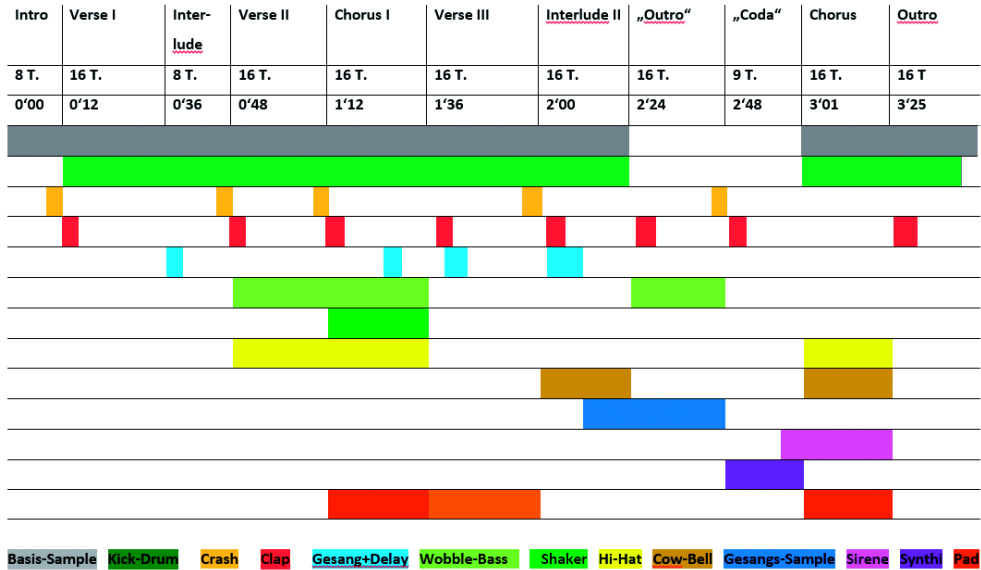 Intro Verse I Inter- Verse II Chorus I Verse III Interlude II „Outro“ „Coda“ Chorus Outro
lude
8 T. 16 T. 8 T. 16 T. 16 T. 16 T. 16 T. 16 T. 9 T. 16 T. 16 T
0‘00 0‘12 0‘36 0‘48 1‘12 1‘36 2‘00 2‘24 2‘48 3‘01 3‘25
Basis-Sample Kick-Drum Crash Clap Gesang+Delay Wobble-Bass Shaker Hi-Hat Cow-Bell Gesangs-Sample Sirene Synthi Pad